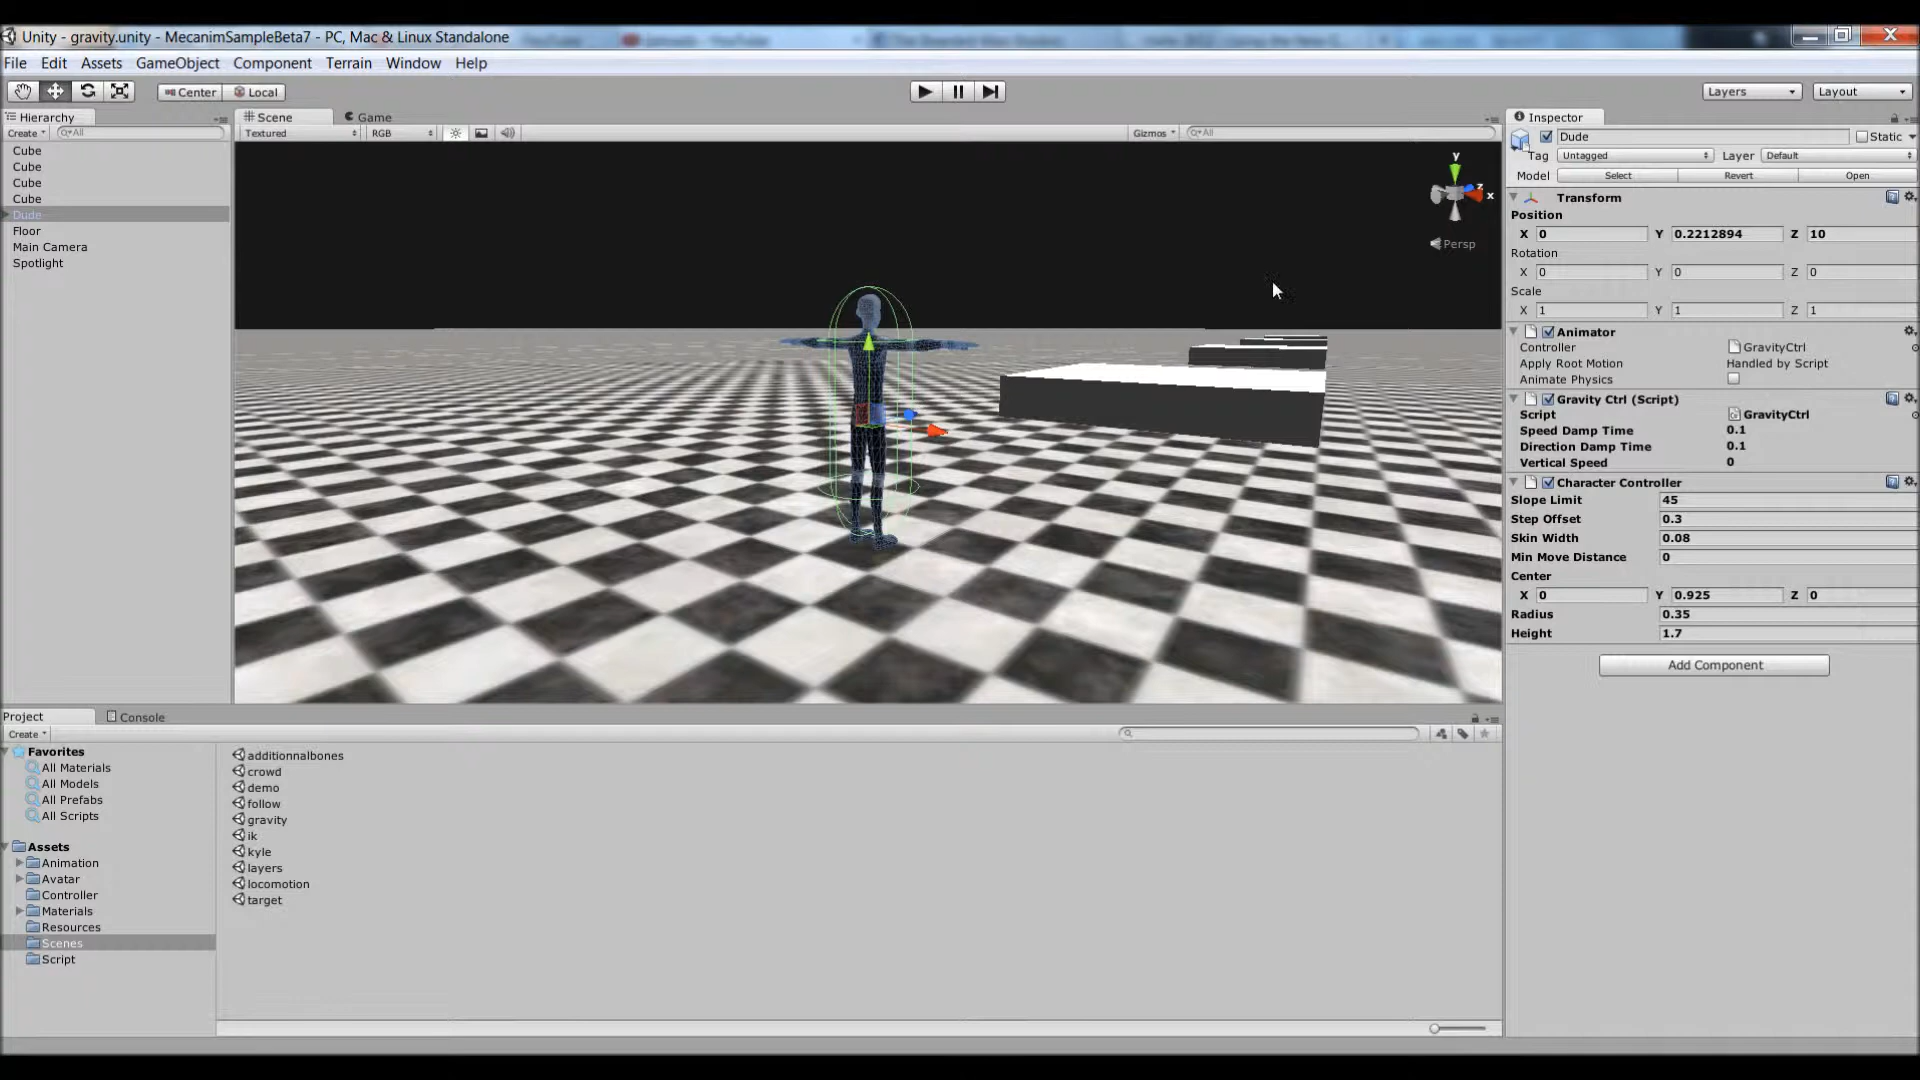 Unity - gravity.unity - MecanimSampleBeta7 - PC, Mac & Linux Standalone
File Edit Assets GameObject Component Terrain Window Help
Center Local Layers Layout
Hierarchy
Create All
Cube
Cube
Cube
Cube
Dude
Floor
Main Camera
Spotlight
Scene Game
Textured RGB Gizmos All
y
z
x
Persp
Inspector
Dude Static
Tag Untagged Layer Default
Model Select Revert Open
Transform
Position
X 0 Y 0.2212894 Z 10
Rotation
X 0 Y 0 Z 0
Scale
X 1 Y 1 Z 1
Animator
Controller GravityCtrl
Apply Root Motion Handled by Script
Animate Physics
Gravity Ctrl (Script)
Script GravityCtrl
Speed Damp Time 0.1
Direction Damp Time 0.1
Vertical Speed 0
Character Controller
Slope Limit 45
Step Offset 0.3
Skin Width 0.08
Min Move Distance 0
Center
X 0 Y 0.925 Z 0
Radius 0.35
Height 1.7
Add Component
Project Console
Create
Favorites
All Materials
All Models
All Prefabs
All Scripts
Assets
Animation
Avatar
Controller
Materials
Resources
Scenes
Script
additionnalbones
crowd
demo
follow
gravity
ik
kyle
layers
locomotion
target